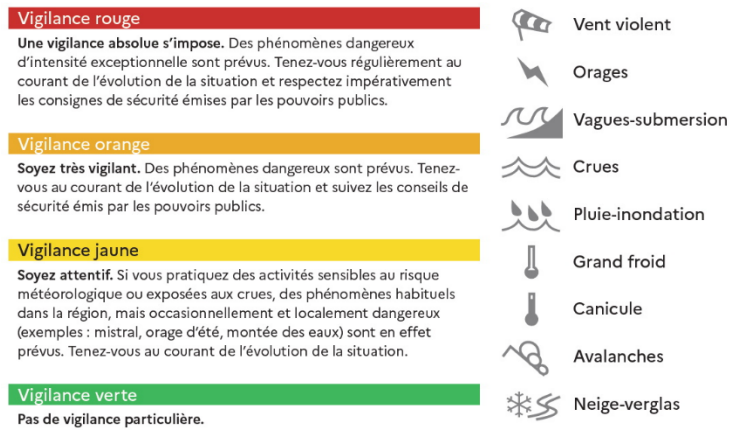 Vigilance rouge
Une vigilance absolue s’impose. Des phénomènes dangereux
d’intensité exceptionnelle sont prévus. Tenez-vous régulièrement au
courant de l’évolution de la situation et respectez impérativement
les consignes de sécurité émises par les pouvoirs publics.
Vigilance orange
Soyez très vigilant. Des phénomènes dangereux sont prévus. Tenez-
vous au courant de l’évolution de la situation et suivez les conseils de
sécurité émis par les pouvoirs publics.
Vigilance jaune
Soyez attentif. Si vous pratiquez des activités sensibles au risque
météorologique ou exposées aux crues, des phénomènes habituels
dans la région, mais occasionnellement et localement dangereux
(exemples : mistral, orage d’été, montée des eaux) sont en effet
prévus. Tenez-vous au courant de l’évolution de la situation.
Vigilance verte
Pas de vigilance particulière.
Vent violent
Orages
Vagues-submersion
Crues
Pluie-inondation
Grand froid
Canicule
Avalanches
Neige-verglas